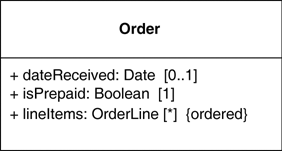 Order
+ dateReceived: Date [0..1]
+ isPrepaid: Boolean [1]
+ lineItems: OrderLine [*] {ordered}